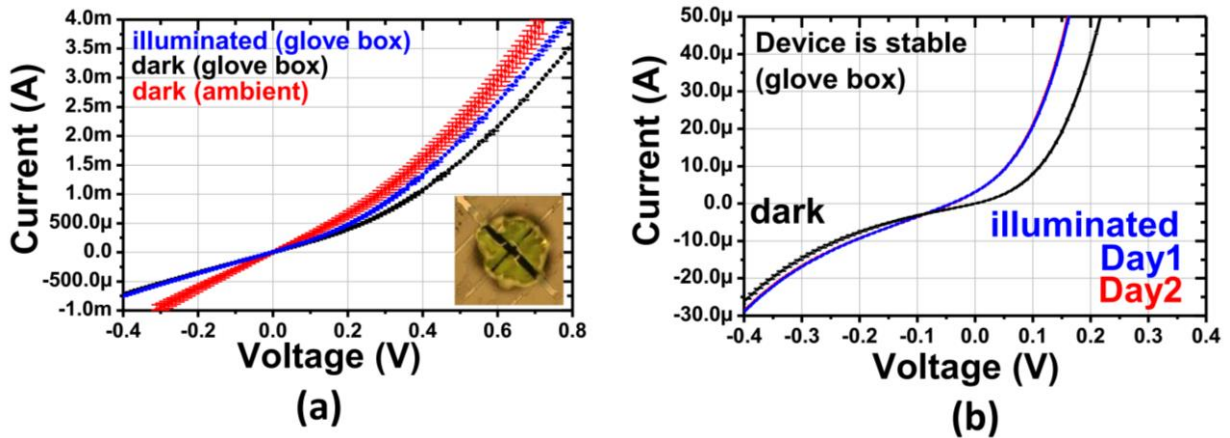 4.0m
3.5m
3.0m
2.5m
2.0m
1.5m
1.0m
500.0μ
0.0
-500.0μ
-1.0m
Current (A)
illuminated (glove box)
dark (glove box)
dark (ambient)
-0.4 -0.2 0.0 0.2 0.4 0.6 0.8
Voltage (V)
(a)
50.0μ
40.0μ
30.0μ
20.0μ
10.0μ
0.0
-10.0μ
-20.0μ
-30.0μ
Current (A)
Device is stable
(glove box)
dark
illuminated
Day1
Day2
-0.4 -0.3 -0.2 -0.1 0.0 0.1 0.2 0.3 0.4
Voltage (V)
(b)